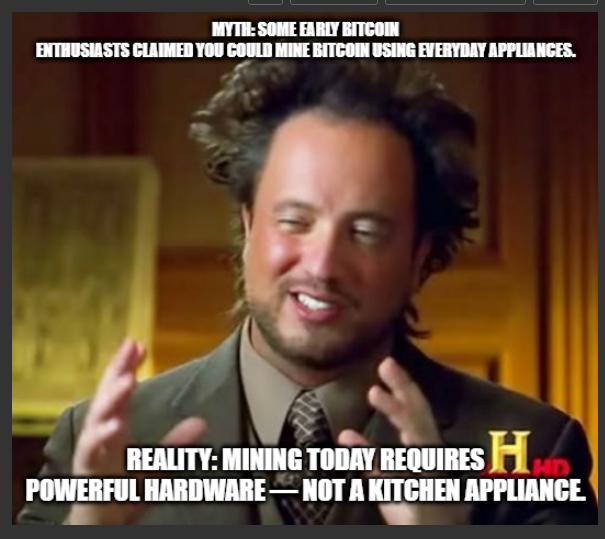 MYTH: SOME EARLY BITCOIN
ENTHUSIASTS CLAIMED YOU COULD MINE BITCOIN USING EVERYDAY APPLIANCES.
REALITY: MINING TODAY REQUIRES
H HD
POWERFUL HARDWARE — NOT A KITCHEN APPLIANCE.